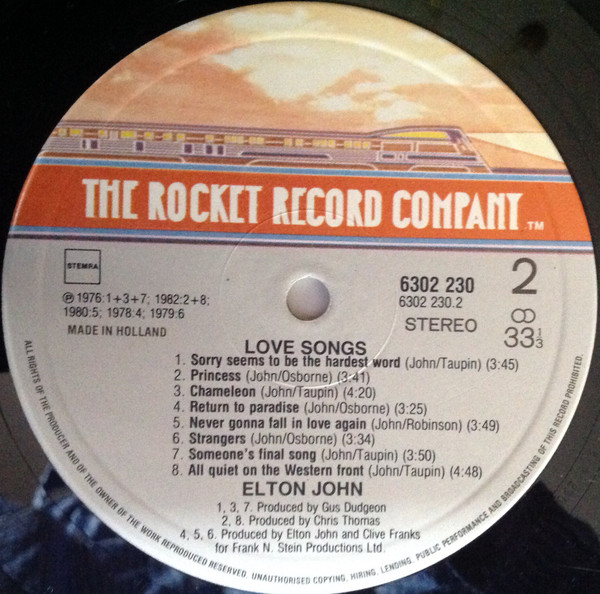 THE ROCKET RECORD COMPANY TM
STEMRA
6302 230
6302 230.2
2
STEREO
33 1/3
℗ 1976:1+3+7; 1982:2+8;
1980:5; 1978:4; 1979:6
MADE IN HOLLAND
LOVE SONGS
1. Sorry seems to be the hardest word (John/Taupin) (3:45)
2. Princess (John/Osborne) (3:41)
3. Chameleon (John/Taupin) (4:20)
4. Return to paradise (John/Osborne) (3:25)
5. Never gonna fall in love again (John/Robinson) (3:49)
6. Strangers (John/Osborne) (3:34)
7. Someone's final song (John/Taupin) (3:50)
8. All quiet on the Western front (John/Taupin) (4:48)
ELTON JOHN
1, 3, 7. Produced by Gus Dudgeon
2, 8. Produced by Chris Thomas
4, 5, 6. Produced by Elton John and Clive Franks
for Frank N. Stein Productions Ltd.
ALL RIGHTS OF THE PRODUCER AND OF THE OWNER OF THE WORK REPRODUCED RESERVED. UNAUTHORISED COPYING, HIRING, LENDING, PUBLIC PERFORMANCE AND BROADCASTING OF THIS RECORD PROHIBITED.